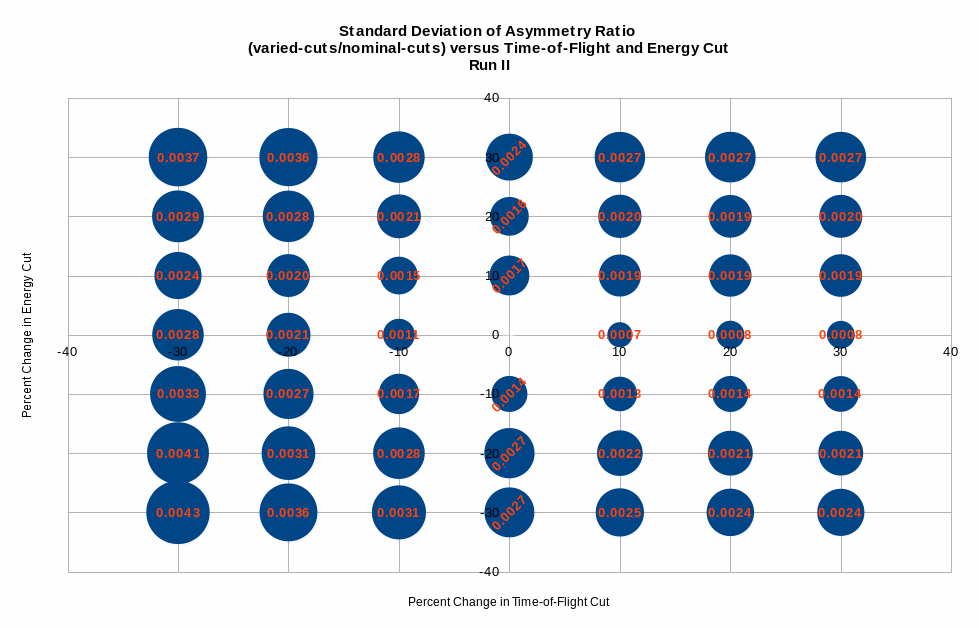 Standard Deviation of Asymmetry Ratio
(varied-cuts/nominal-cuts) versus Time-of-Flight and Energy Cut
Run II
40
0.0037 0.0036 0.0028 30 0.0024 0.0027 0.0027 0.0027
0.0029 0.0028 0.0021 20 0.0016 0.0020 0.0019 0.0020
0.0024 0.0020 0.0015 10 0.0017 0.0019 0.0019 0.0019
0.0028 0.0021 0.0011 0 0.0007 0.0008 0.0008
-40 -30 -20 -10 0 10 20 30 40
0.0033 0.0027 0.0017 -10 0.0014 0.0013 0.0014 0.0014
0.0041 0.0031 0.0028 -20 0.0027 0.0022 0.0021 0.0021
0.0043 0.0036 0.0031 -30 0.0027 0.0025 0.0024 0.0024
-40
Percent Change in Energy Cut
Percent Change in Time-of-Flight Cut